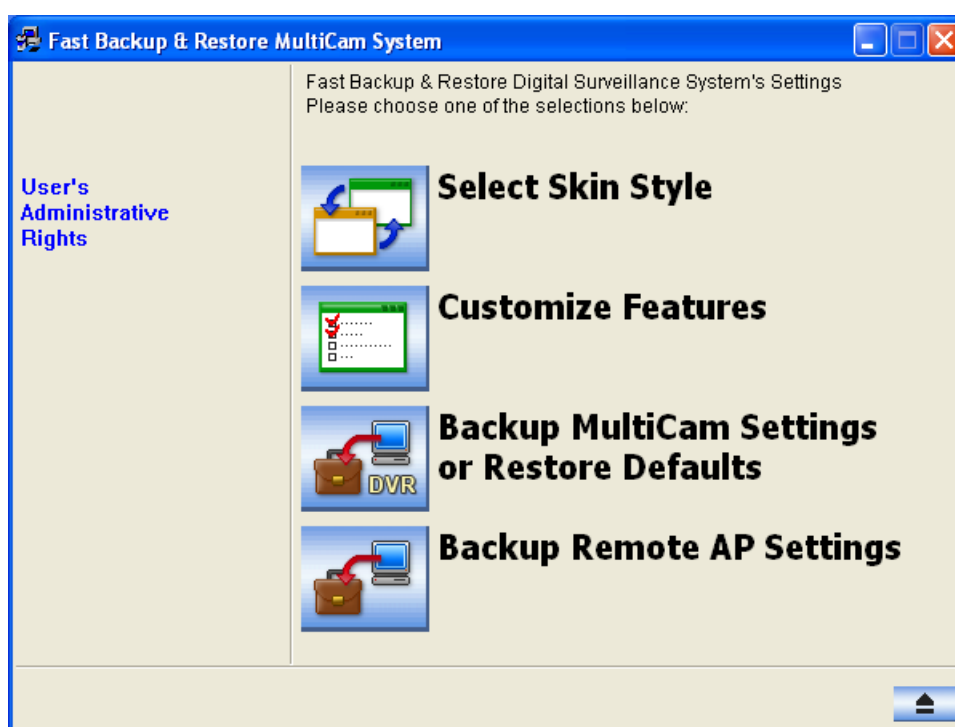 Fast Backup & Restore MultiCam System
Fast Backup & Restore Digital Surveillance System's Settings
Please choose one of the selections below:
User's
Administrative
Rights
Select Skin Style
Customize Features
Backup MultiCam Settings
or Restore Defaults
DVR
Backup Remote AP Settings